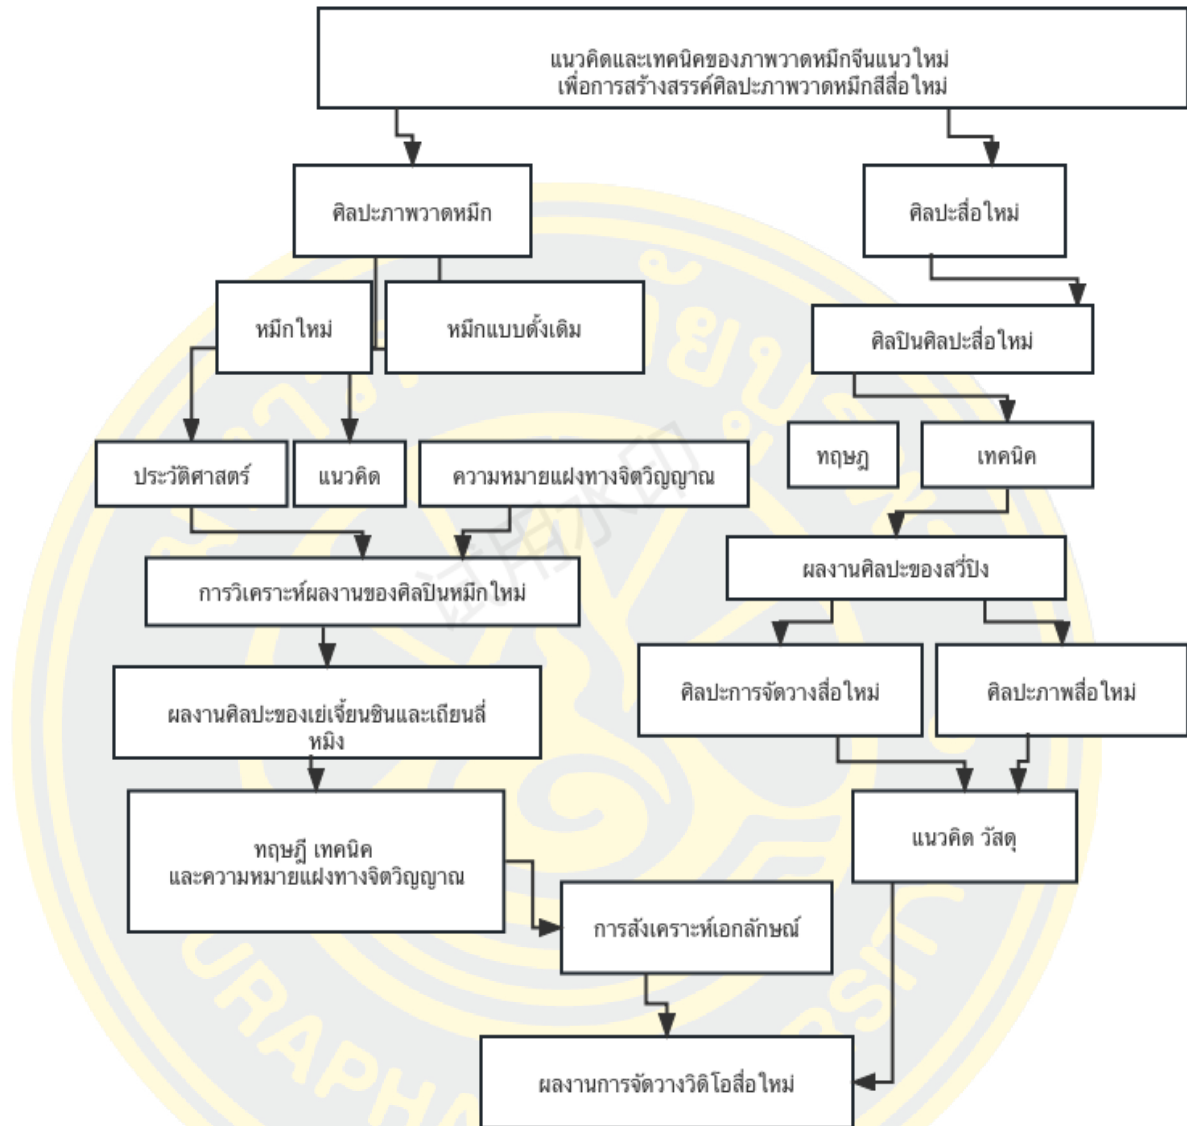 แนวคิดและเทคนิคของภาพวาดหมึกจีนแนวใหม่
เพื่อการสร้างสรรค์ศิลปะภาพวาดหมึกสีสื่อใหม่
ศิลปะภาพวาดหมึก
ศิลปะสื่อใหม่
หมึกใหม่
หมึกแบบดั้งเดิม
ศิลปินศิลปะสื่อใหม่
ประวัติศาสตร์
แนวคิด
ความหมายแฝงทางจิตวิญญาณ
ทฤษฎ
เทคนิค
การวิเคราะห์ผลงานของศิลปินหมึกใหม่
ผลงานศิลปะของสวี่ปิง
ผลงานศิลปะของเย่เจี้ยนชินและเถียนลี่
หมิง
ศิลปะการจัดวางสื่อใหม่
ศิลปะภาพสื่อใหม่
ทฤษฎี เทคนิค
และความหมายแฝงทางจิตวิญญาณ
แนวคิด วัสดุ
การสังเคราะห์เอกลักษณ์
ผลงานการจัดวางวิดิโอสื่อใหม่
试用水印